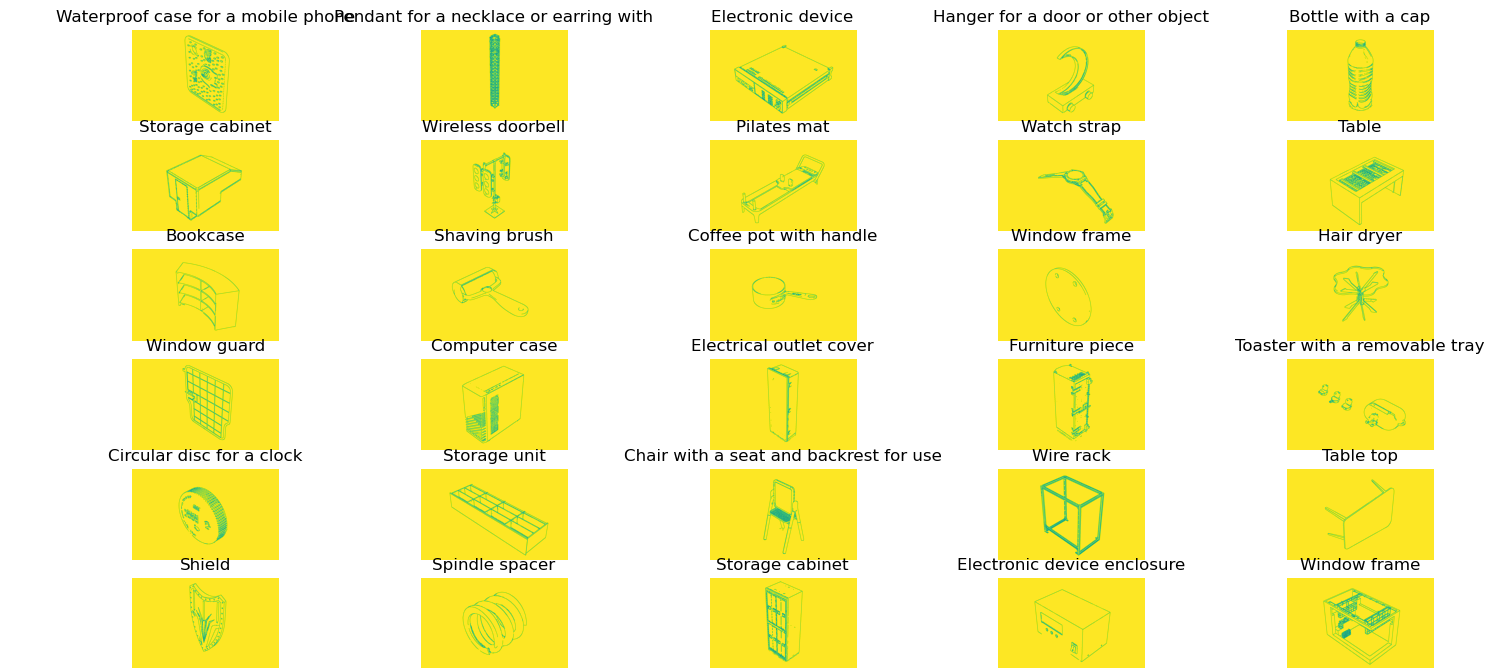 Waterproof case for a mobile phone
Pendant for a necklace or earring with
Electronic device
Hanger for a door or other object
Bottle with a cap
Storage cabinet
Wireless doorbell
Pilates mat
Watch strap
Table
Bookcase
Shaving brush
Coffee pot with handle
Window frame
Hair dryer
Window guard
Computer case
Electrical outlet cover
Furniture piece
Toaster with a removable tray
Circular disc for a clock
Storage unit
Chair with a seat and backrest for use
Wire rack
Table top
Shield
Spindle spacer
Storage cabinet
Electronic device enclosure
Window frame